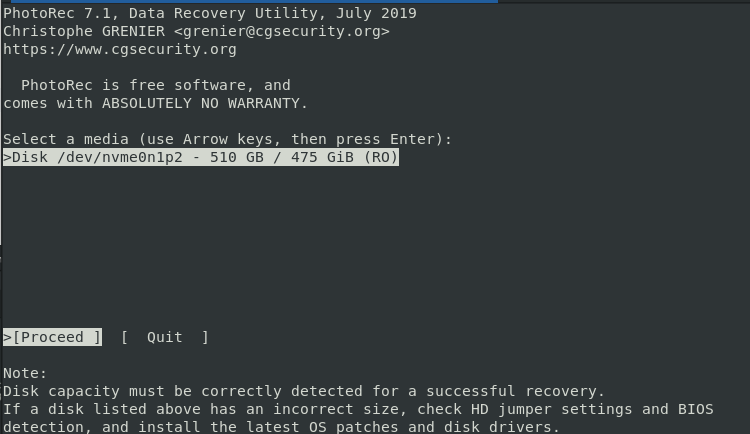 PhotoRec 7.1, Data Recovery Utility, July 2019
Christophe GRENIER <grenier@cgsecurity.org>
https://www.cgsecurity.org
PhotoRec is free software, and
comes with ABSOLUTELY NO WARRANTY.
Select a media (use Arrow keys, then press Enter):
>Disk /dev/nvme0n1p2 - 510 GB / 475 GiB (RO)
>[Proceed ]  [  Quit  ]
Note:
Disk capacity must be correctly detected for a successful recovery.
If a disk listed above has an incorrect size, check HD jumper settings and BIOS
detection, and install the latest OS patches and disk drivers.